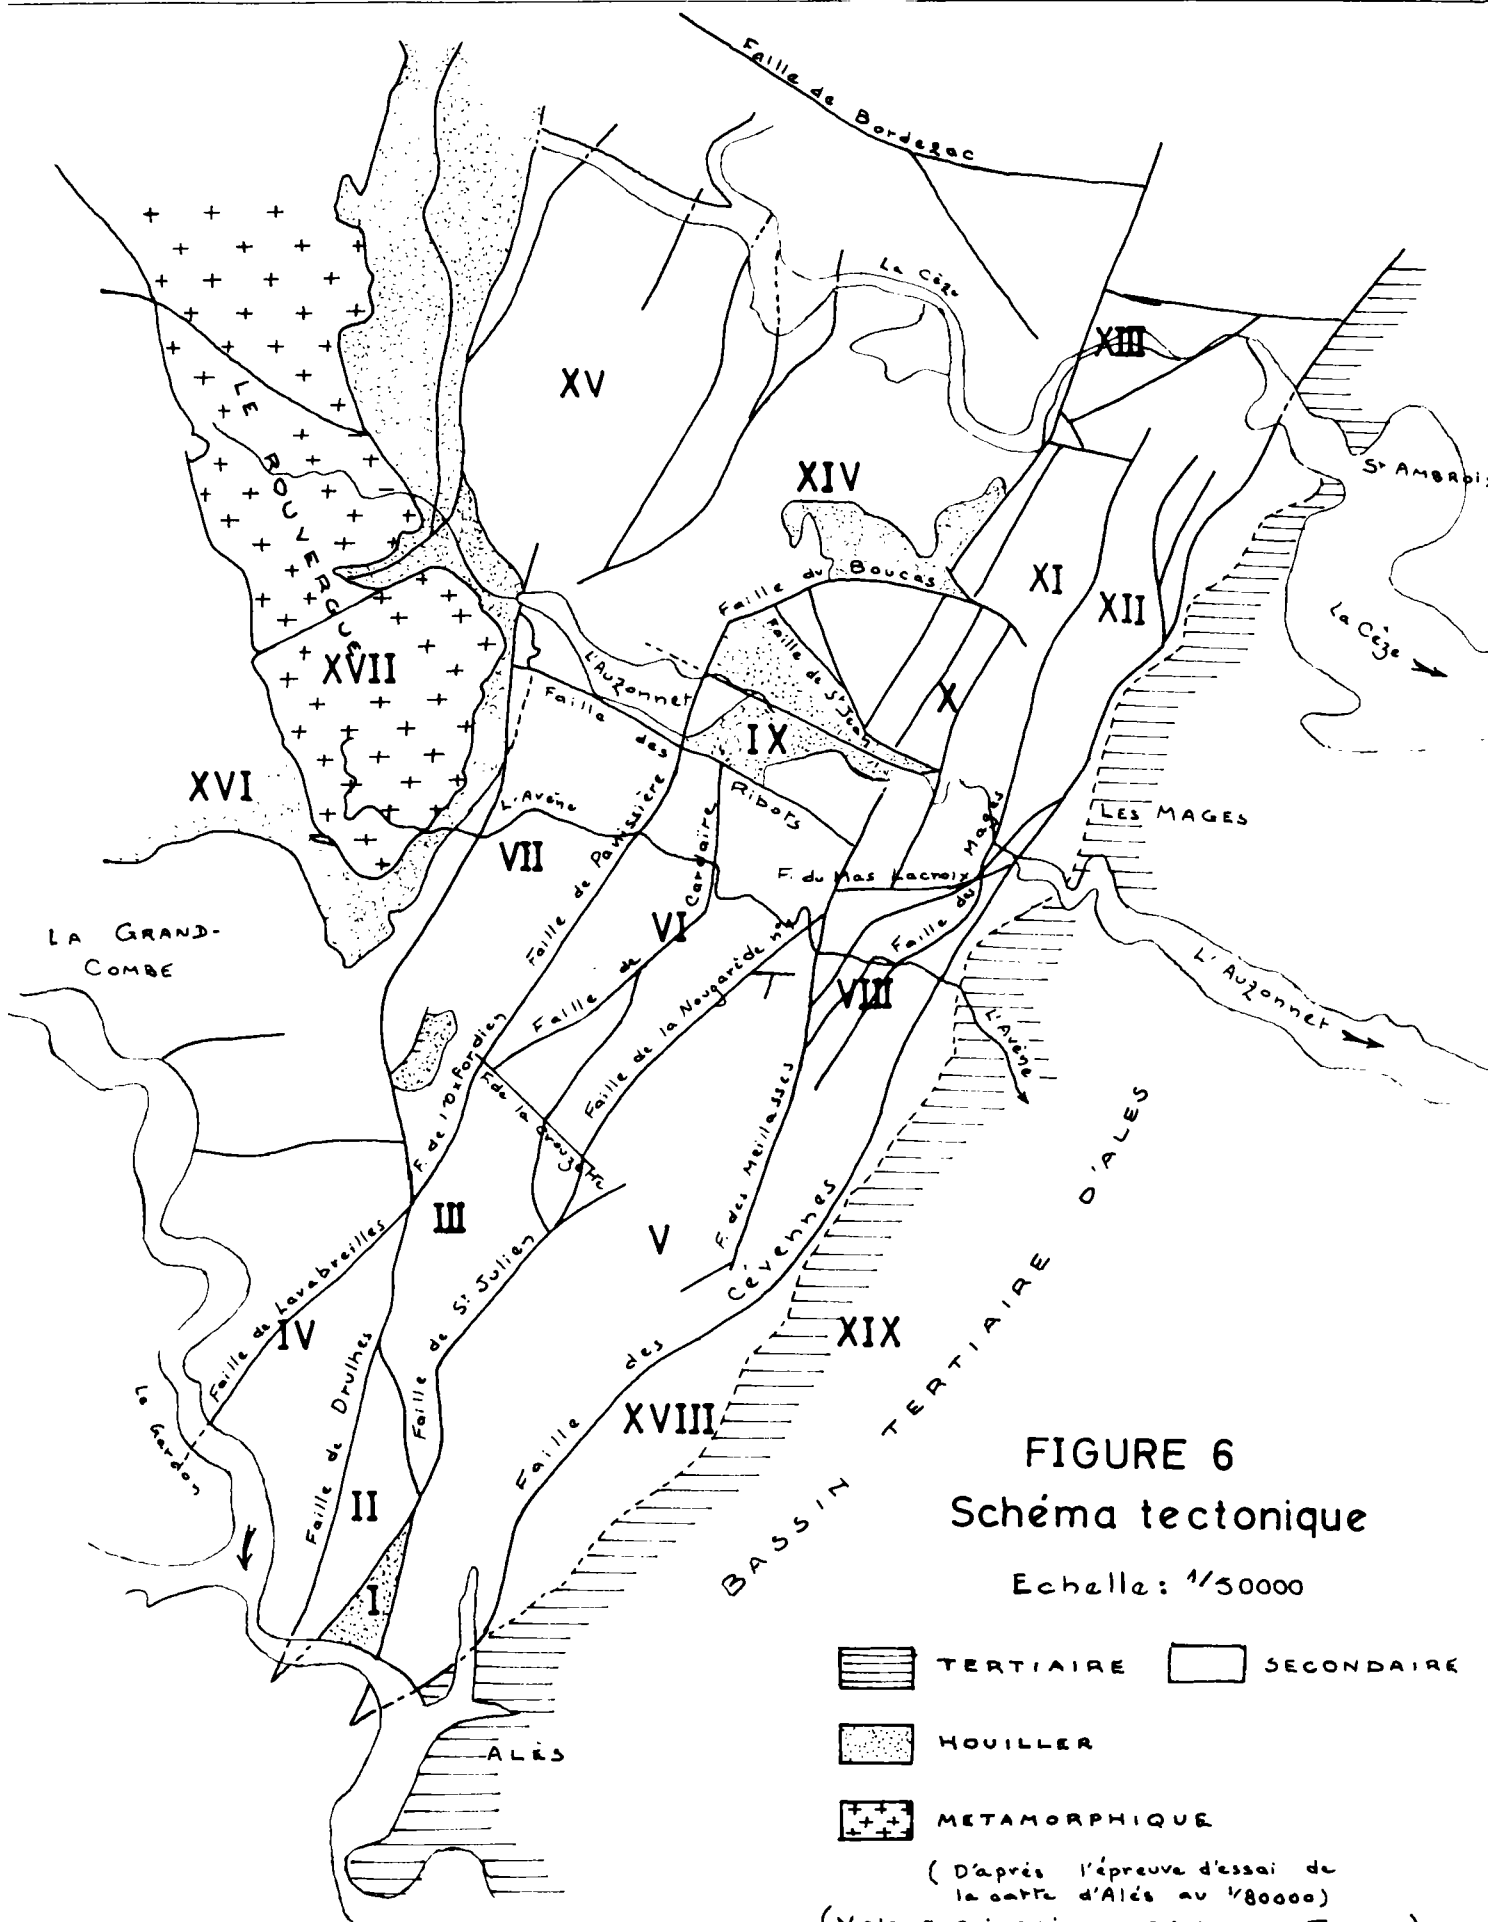 Faille de Bordezac
La Cèze
XIII
XV
LE ROUVERGUE
XIV
St AMBROIX
Faille du Boucas
XI
XII
La Cèze
XVII
L'Auzonnet
Faille de St Jean
X
Faille des Ribots
IX
XVI
L'Avène
LES MAGES
VII
Faille de Panissière
Cardaire
F. du Mas Lacroix
Mages
LA GRAND-
COMBE
VI
Faille de
Faille de la Nougarède n°
Faille des
VIII
L'Auzonnet
L'Avène
F. de l'Oxfordien
F. de la Crouzette
F. des Meillasses
III
V
Faille de Lavabreilles
IV
Faille de Drulhes
Faille de St Julien
Faille des Cévennes
XIX
XVIII
Le Gardon
BASSIN TERTIAIRE D'ALES
II
I
ALÈS
FIGURE 6
Schéma tectonique
Echelle: 1/50000
TERTIAIRE
SECONDAIRE
HOUILLER
METAMORPHIQUE
( D'après l'épreuve d'essai de
la carte d'Alés au 1/80000)